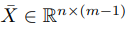 X̄ ∈ ℝ^{n×(m−1)}